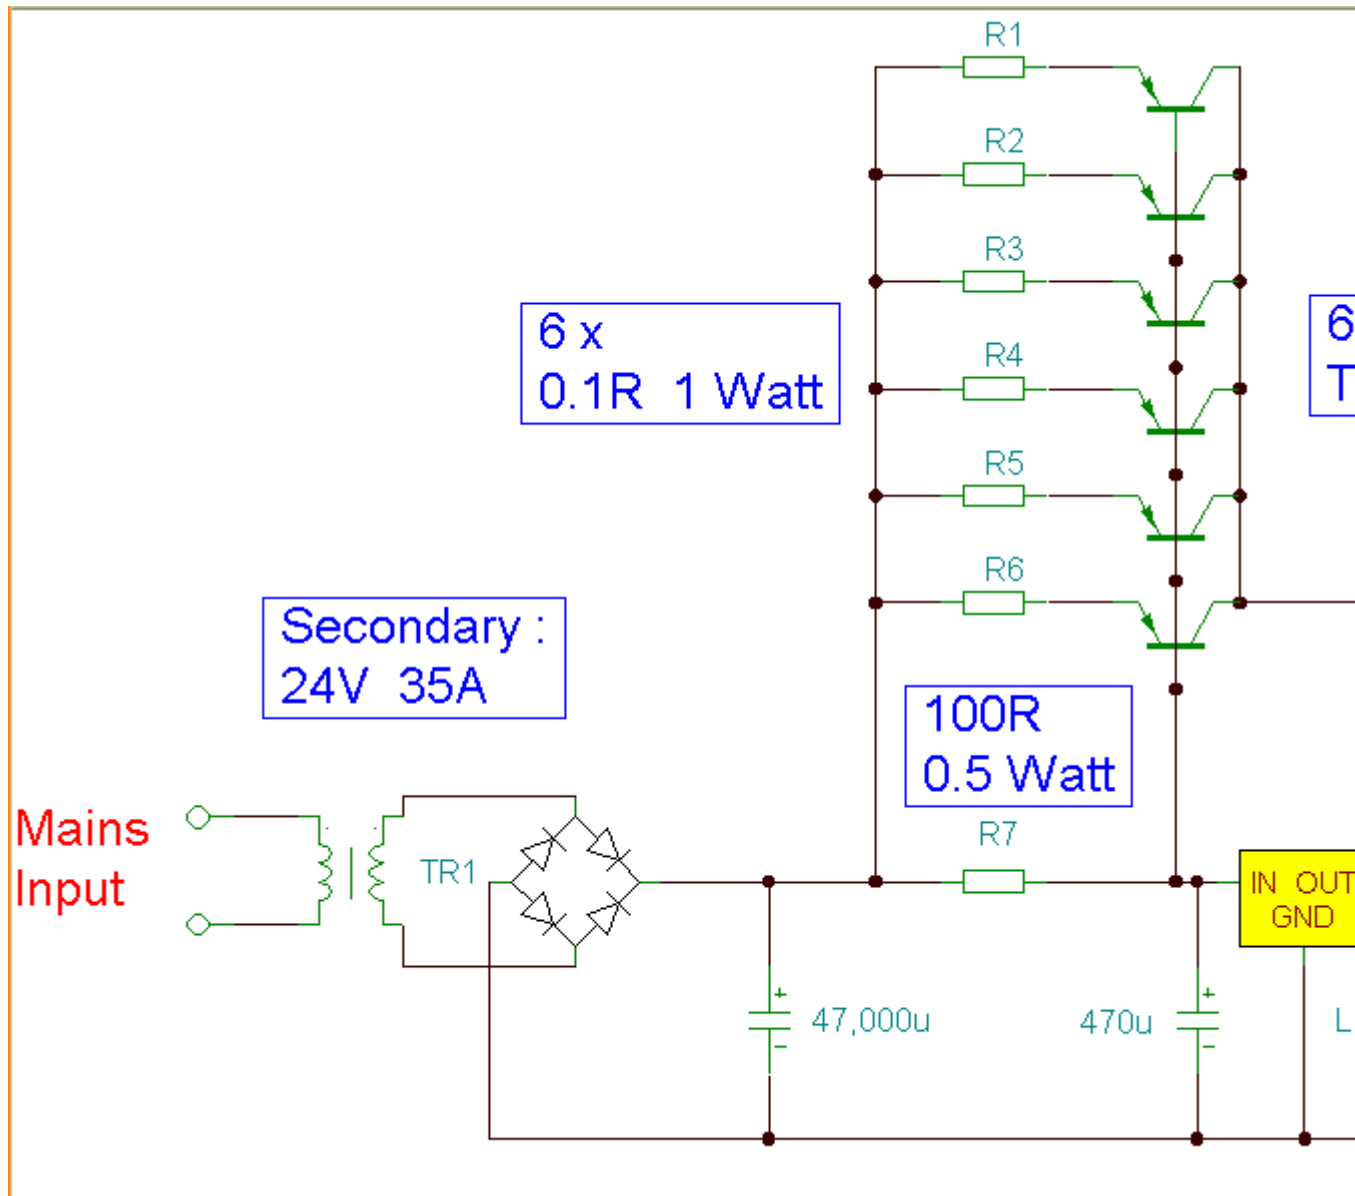 R1
R2
R3
6 x
0.1R 1 Watt
6
T
R4
R5
R6
Secondary :
24V 35A
100R
0.5 Watt
Mains
Input
TR1
R7
IN OUT
GND
+
47,000u
-
+
470u
-
L